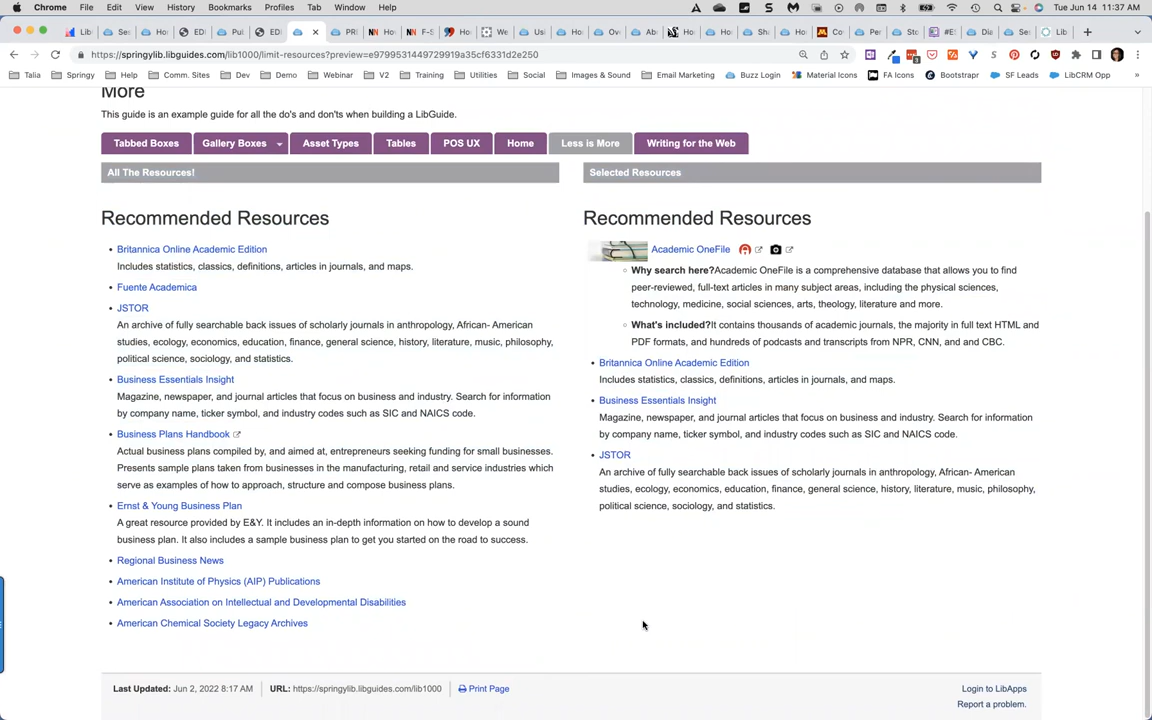 Chrome File Edit View History Bookmarks Profiles Tab Window Help Tue Jun 14 11:37 AM
https://springylib.libguides.com/lib1000/limit-resources?preview=e9799531449729919a35cf6331d2e250
Talia Springy Help Comm. Sites Dev Demo Webinar V2 Training Utilities Social Images & Sound Email Marketing Buzz Login Material Icons FA Icons Bootstrap SF Leads LibCRM Opp »
More
This guide is an example guide for all the do's and don'ts when building a LibGuide.
Tabbed Boxes Gallery Boxes Asset Types Tables POS UX Home Less is More Writing for the Web
All The Resources!
Recommended Resources
Britannica Online Academic Edition
Includes statistics, classics, definitions, articles in journals, and maps.
Fuente Academica
JSTOR
An archive of fully searchable back issues of scholarly journals in anthropology, African- American
studies, ecology, economics, education, finance, general science, history, literature, music, philosophy,
political science, sociology, and statistics.
Business Essentials Insight
Magazine, newspaper, and journal articles that focus on business and industry. Search for information
by company name, ticker symbol, and industry codes such as SIC and NAICS code.
Business Plans Handbook
Actual business plans compiled by, and aimed at, entrepreneurs seeking funding for small businesses.
Presents sample plans taken from businesses in the manufacturing, retail and service industries which
serve as examples of how to approach, structure and compose business plans.
Ernst & Young Business Plan
A great resource provided by E&Y. It includes an in-depth information on how to develop a sound
business plan. It also includes a sample business plan to get you started on the road to success.
Regional Business News
American Institute of Physics (AIP) Publications
American Association on Intellectual and Developmental Disabilities
American Chemical Society Legacy Archives
Selected Resources
Recommended Resources
Academic OneFile
Why search here?Academic OneFile is a comprehensive database that allows you to find
peer-reviewed, full-text articles in many subject areas, including the physical sciences,
technology, medicine, social sciences, arts, theology, literature and more.
What's included?It contains thousands of academic journals, the majority in full text HTML and
PDF formats, and hundreds of podcasts and transcripts from NPR, CNN, and and CBC.
Britannica Online Academic Edition
Includes statistics, classics, definitions, articles in journals, and maps.
Business Essentials Insight
Magazine, newspaper, and journal articles that focus on business and industry. Search for information
by company name, ticker symbol, and industry codes such as SIC and NAICS code.
JSTOR
An archive of fully searchable back issues of scholarly journals in anthropology, African- American
studies, ecology, economics, education, finance, general science, history, literature, music, philosophy,
political science, sociology, and statistics.
Last Updated: Jun 2, 2022 8:17 AM URL: https://springylib.libguides.com/lib1000 Print Page
Login to LibApps
Report a problem.